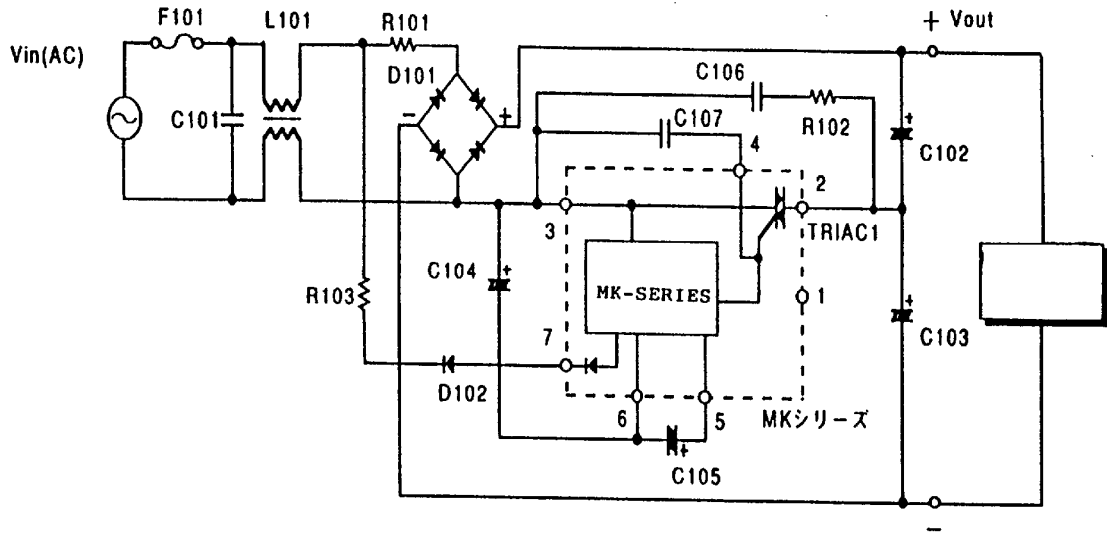 F101
L101
R101
+ Vout
Vin(AC)
D101
C106
C101
-
+
C107
R102
+
C102
4
2
3
TRIAC1
C104
+
MK-SERIES
1
R103
+
C103
7
D102
6
5
MKシリーズ
+
C105
-